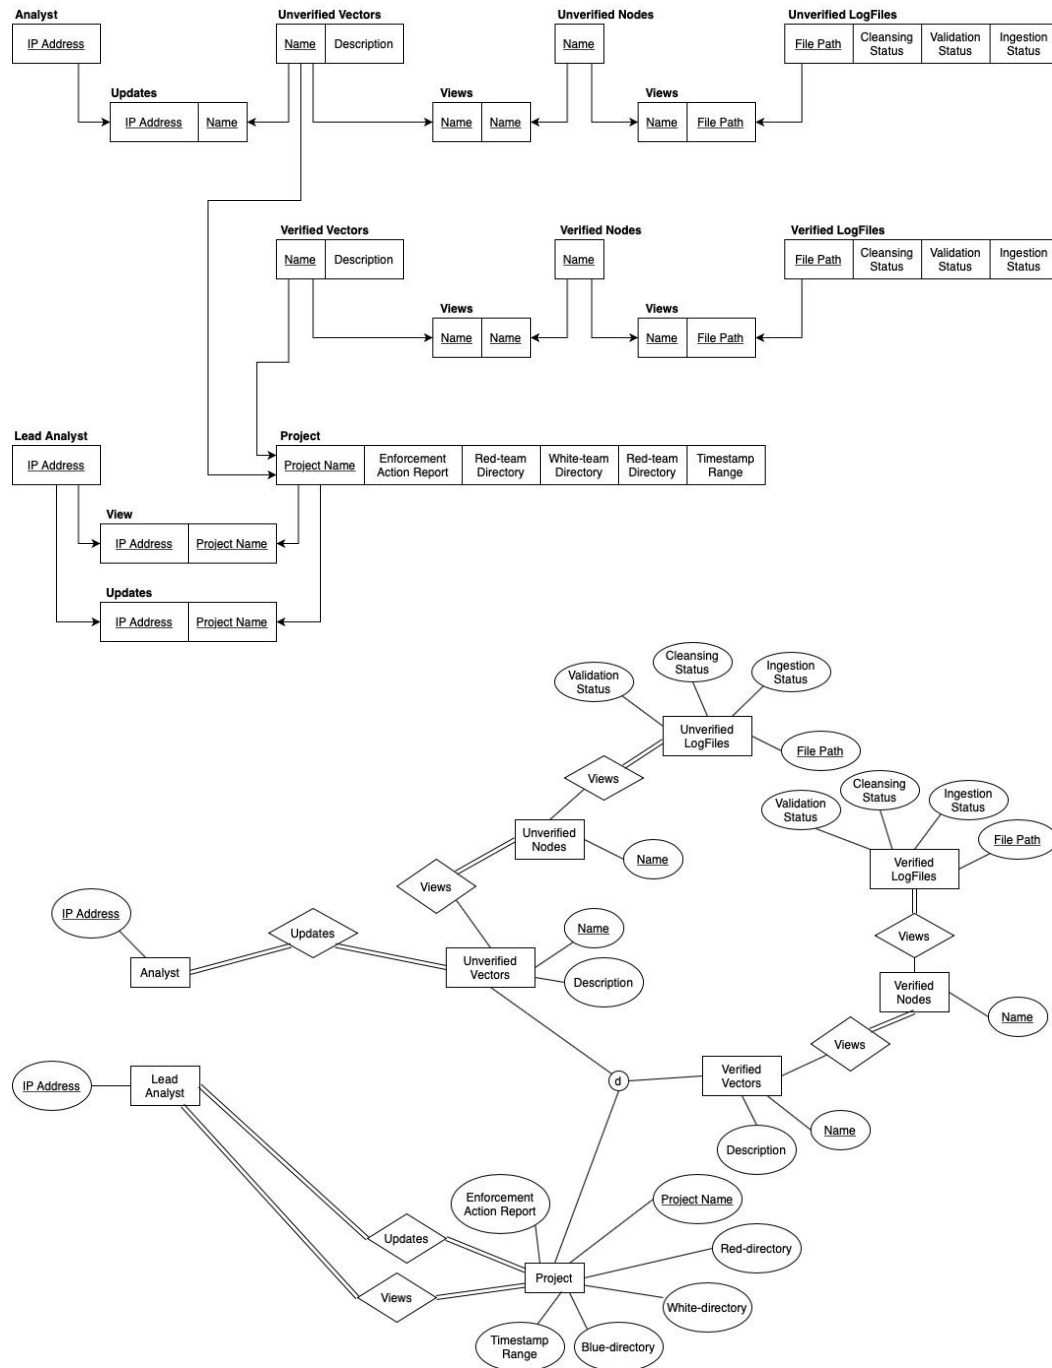 Analyst
Unverified Vectors
Unverified Nodes
Unverified LogFiles
IP Address
Name
Description
Name
File Path
Cleansing
Status
Validation
Status
Ingestion
Status
Updates
Views
Views
IP Address
Name
Name
Name
Name
File Path
Verified Vectors
Verified Nodes
Verified LogFiles
Name
Description
Name
File Path
Cleansing
Status
Validation
Status
Ingestion
Status
Views
Views
Name
Name
Name
File Path
Lead Analyst
Project
IP Address
Project Name
Enforcement
Action Report
Red-team
Directory
White-team
Directory
Red-team
Directory
Timestamp
Range
View
IP Address
Project Name
Updates
IP Address
Project Name
Cleansing
Status
Validation
Status
Ingestion
Status
Unverified
LogFiles
File Path
Views
Cleansing
Status
Validation
Status
Ingestion
Status
Unverified
Nodes
Name
File Path
Verified
LogFiles
Views
IP Address
Updates
Name
Views
Analyst
Unverified
Vectors
Description
Verified
Nodes
Name
Views
IP Address
Lead
Analyst
d
Verified
Vectors
Name
Description
Enforcement
Action Report
Project Name
Updates
Red-directory
Project
Views
White-directory
Timestamp
Range
Blue-directory